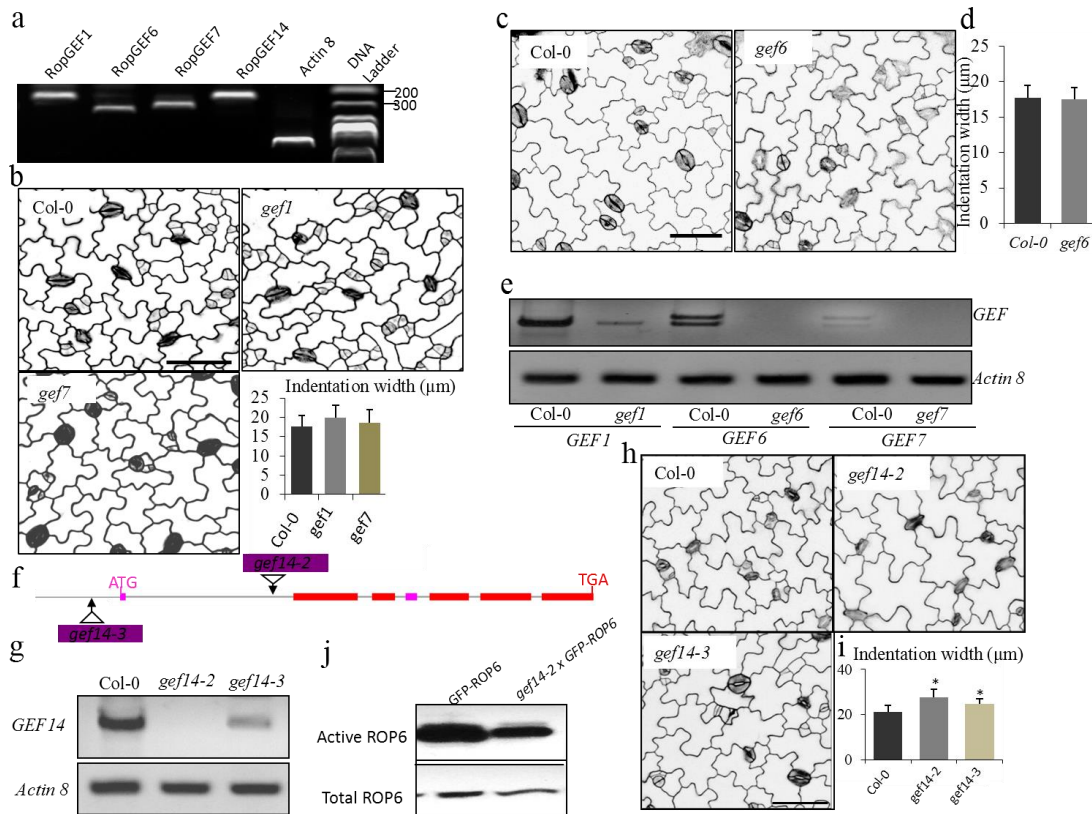 a
RopGEF1
RopGEF6
RopGEF7
RopGEF14
Actin 8
DNA
Ladder
200
300
b
Col-0
gef1
gef7
Indentation width (µm)
25
20
15
10
5
0
Col-0
gef1
gef7
c
Col-0
gef6
d
Indentation width (µm)
25
20
15
10
5
0
Col-0
gef6
e
GEF
Actin 8
Col-0
gef1
Col-0
gef6
Col-0
gef7
GEF1
GEF6
GEF7
f
ATG
gef14-2
TGA
gef14-3
g
Col-0
gef14-2
gef14-3
GEF14
Actin 8
h
Col-0
gef14-2
gef14-3
i
Indentation width (µm)
40
20
0
*
*
Col-0
gef14-2
gef14-3
j
GFP-ROP6
gef14-2 x GFP-ROP6
Active ROP6
Total ROP6